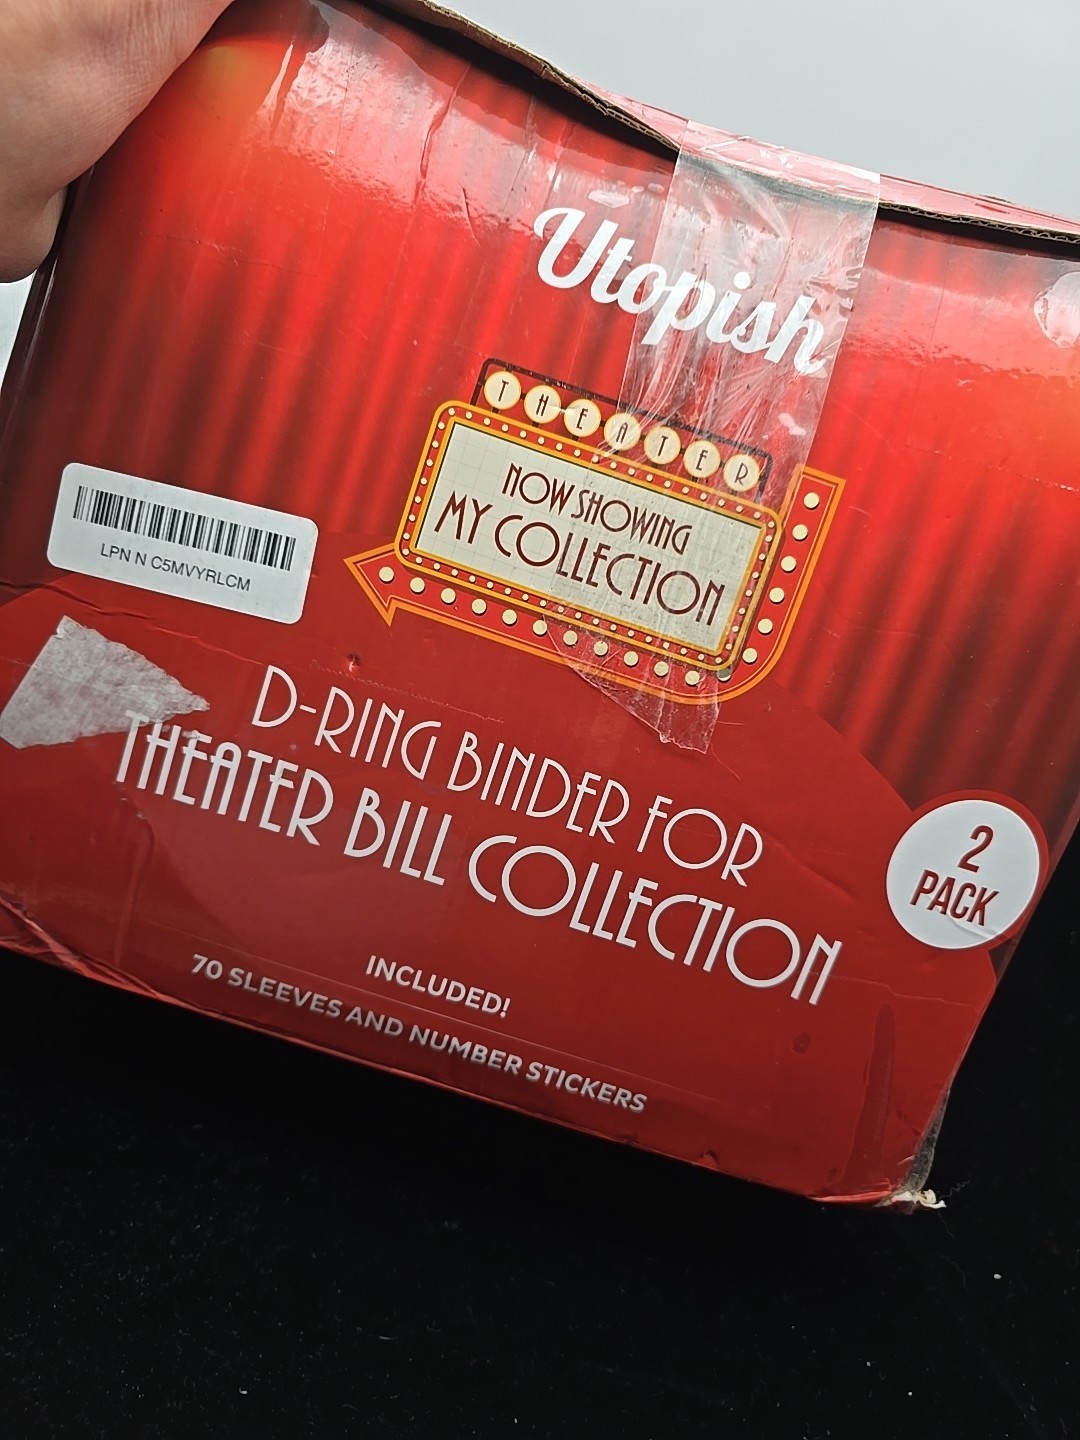 Utopish
THEATER
NOW SHOWING
MY COLLECTION
LPN N C5MVYRLCM
D-RING BINDER FOR
THEATER BILL COLLECTION
2
PACK
INCLUDED!
70 SLEEVES AND NUMBER STICKERS